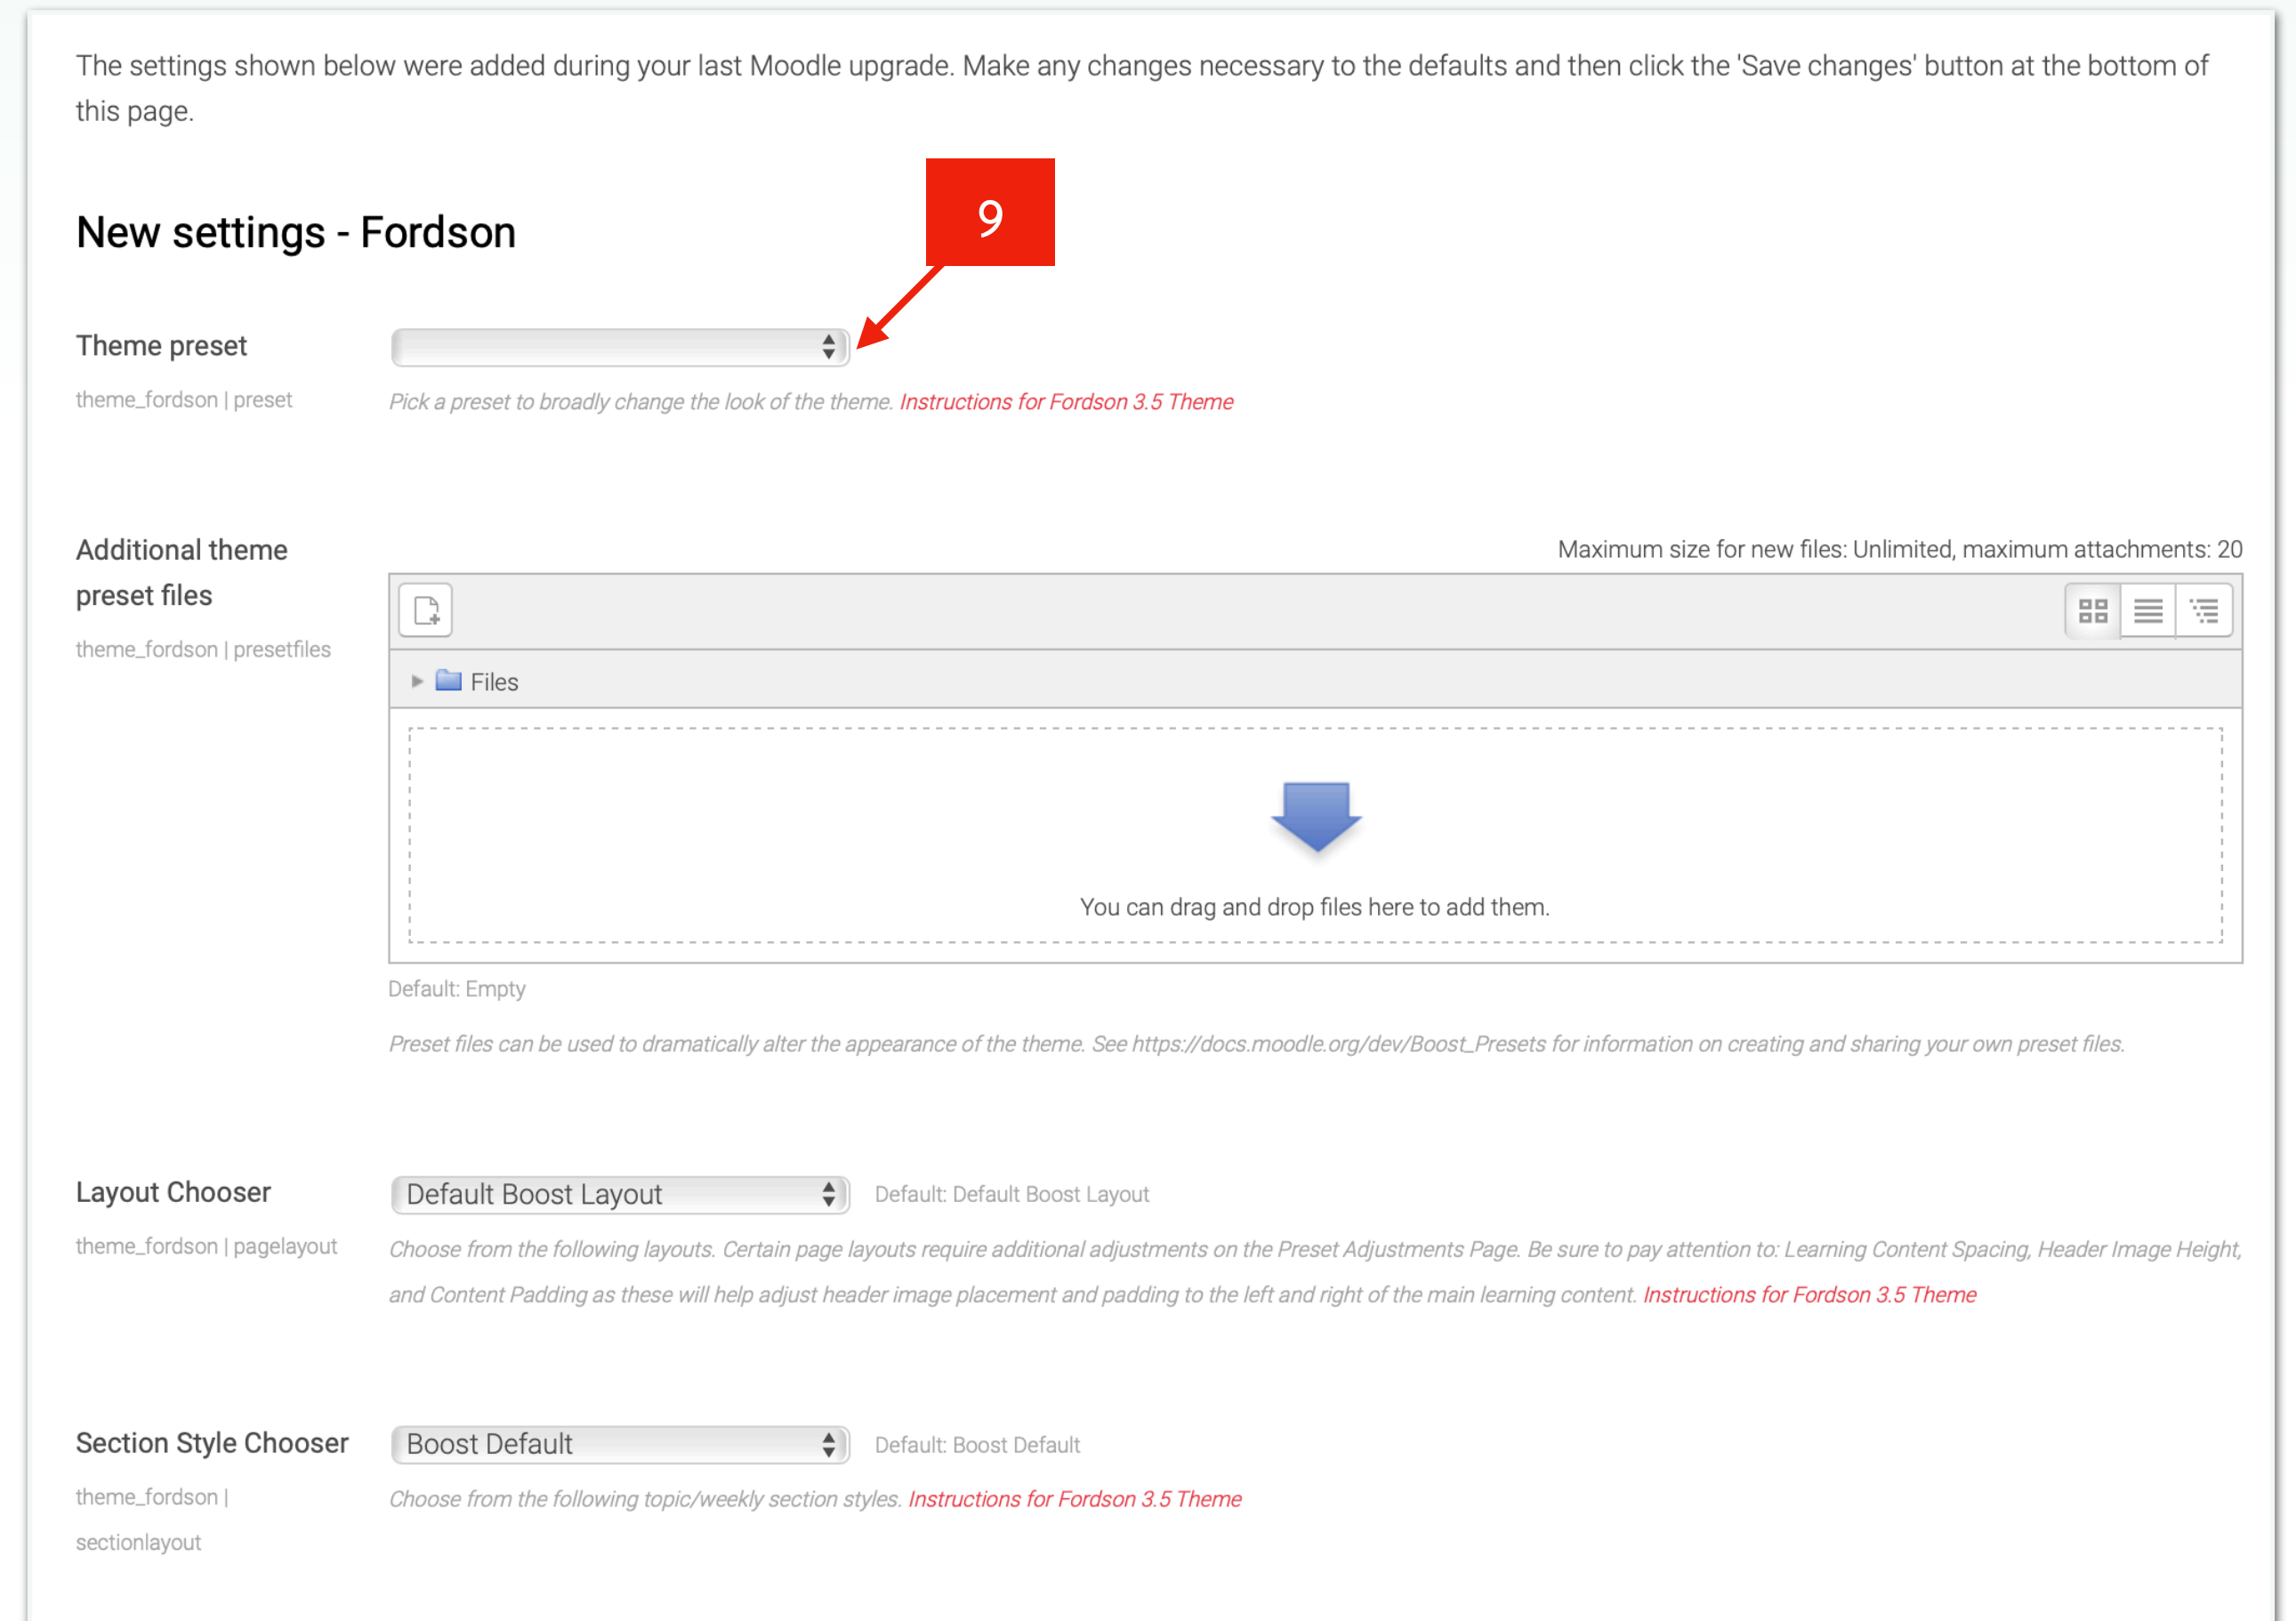 The settings shown below were added during your last Moodle upgrade. Make any changes necessary to the defaults and then click the 'Save changes' button at the bottom of
this page.
9
New settings - Fordson
Theme preset
theme_fordson | preset
Pick a preset to broadly change the look of the theme. Instructions for Fordson 3.5 Theme
Additional theme
preset files
theme_fordson | presetfiles
Maximum size for new files: Unlimited, maximum attachments: 20
Files
You can drag and drop files here to add them.
Default: Empty
Preset files can be used to dramatically alter the appearance of the theme. See https://docs.moodle.org/dev/Boost_Presets for information on creating and sharing your own preset files.
Layout Chooser
theme_fordson | pagelayout
Default Boost Layout
Default: Default Boost Layout
Choose from the following layouts. Certain page layouts require additional adjustments on the Preset Adjustments Page. Be sure to pay attention to: Learning Content Spacing, Header Image Height,
and Content Padding as these will help adjust header image placement and padding to the left and right of the main learning content. Instructions for Fordson 3.5 Theme
Section Style Chooser
theme_fordson |
sectionlayout
Boost Default
Default: Boost Default
Choose from the following topic/weekly section styles. Instructions for Fordson 3.5 Theme